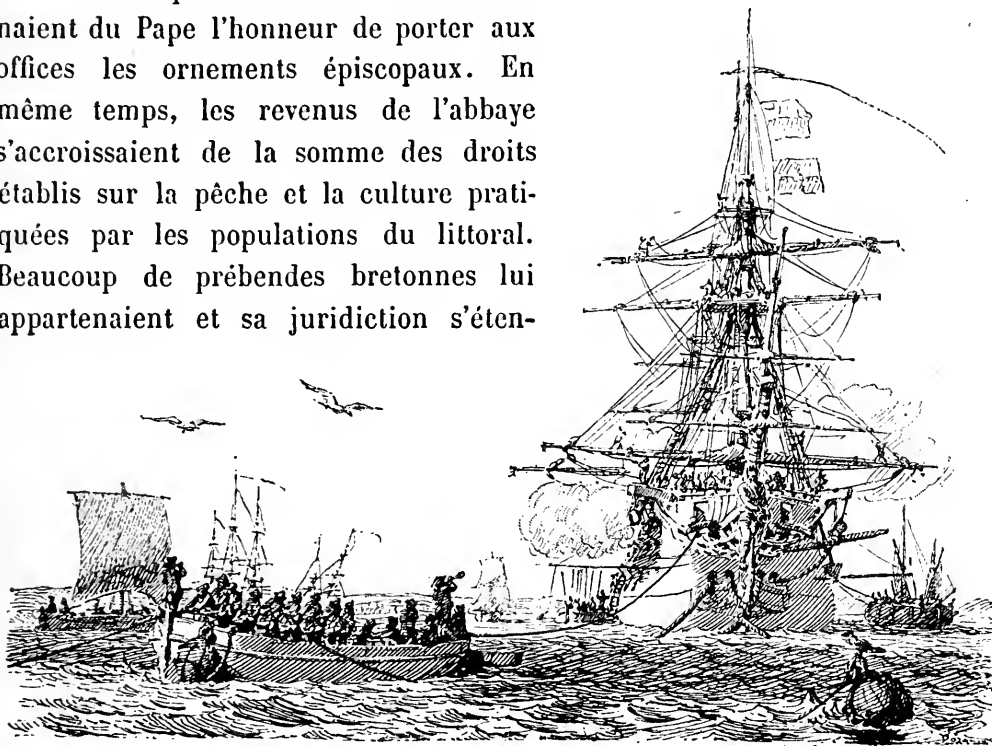 naient du Pape l'honneur de porter aux
offices les ornements épiscopaux. En
même temps, les revenus de l'abbaye
s'accroissaient de la somme des droits
établis sur la pêche et la culture prati-
quées par les populations du littoral.
Beaucoup de prébendes bretonnes lui
appartenaient et sa juridiction s'éten-